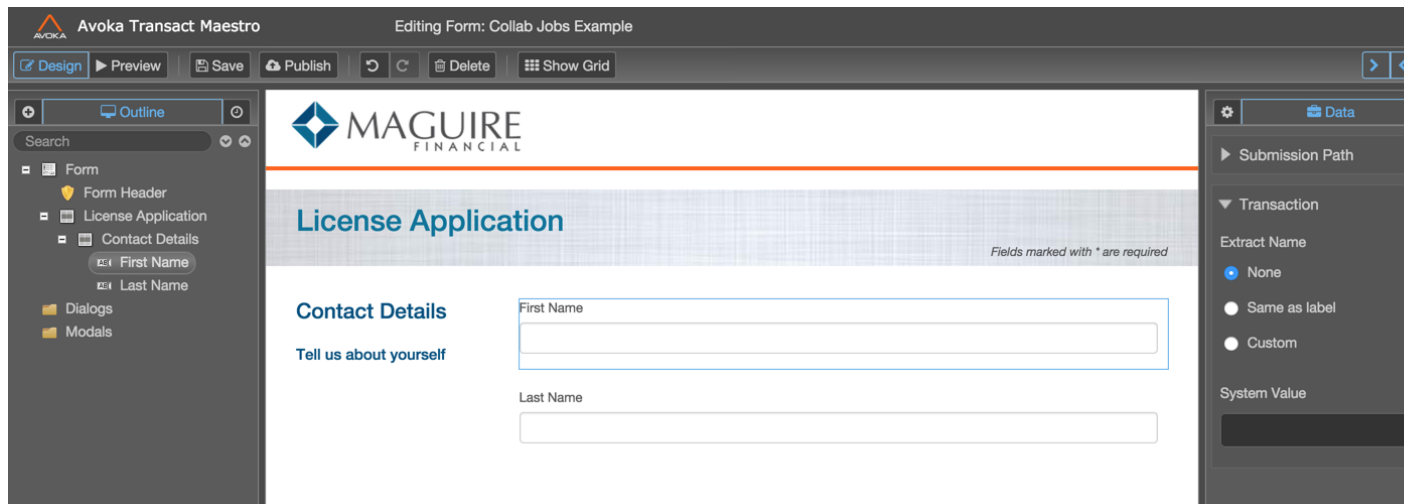 AVOKA
Avoka Transact Maestro
Editing Form: Collab Jobs Example
Design
Preview
Save
Publish
Delete
Show Grid
Outline
Search
Form
Form Header
License Application
Contact Details
ABC First Name
ABC Last Name
Dialogs
Modals
MAGUIRE
FINANCIAL
License Application
Fields marked with * are required
Contact Details
Tell us about yourself
First Name
Last Name
Data
Submission Path
Transaction
Extract Name
None
Same as label
Custom
System Value